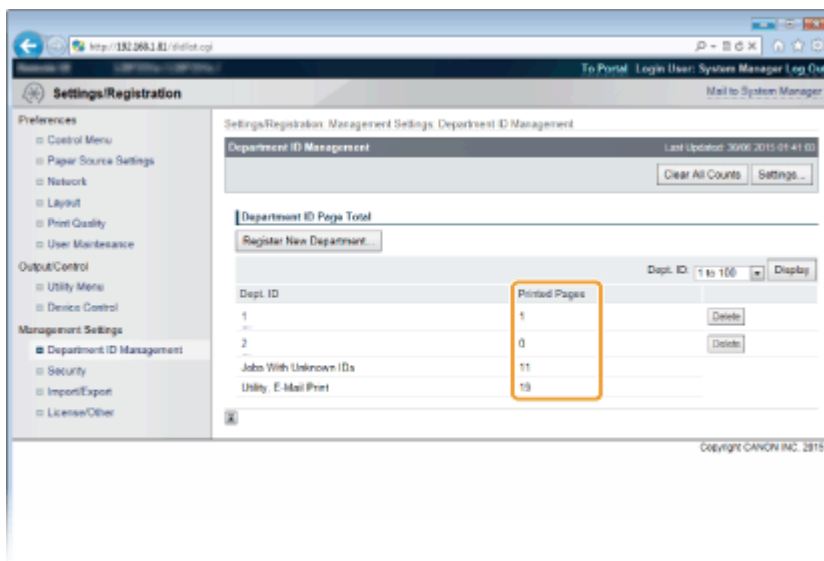 http://192.168.1.81/didlist.cgi
To Portal Login User: System Manager Log Ou
Settings/Registration
Mail to System Manager
Preferences
Control Menu
Paper Source Settings
Network
Layout
Print Quality
User Maintenance
Output/Control
Utility Menu
Device Control
Management Settings
Department ID Management
Security
Import/Export
License/Other
Settings/Registration: Management Settings: Department ID Management
Department ID Management
Last Updated: 30/06 2015 01:41:03
Clear All Counts
Settings...
Department ID Page Total
Register New Department...
Dept. ID: 1 to 100 Display
Dept. ID Printed Pages
1 1 Delete
2 0 Delete
Jobs With Unknown IDs 11
Utility, E-Mail Print 19
Copyright CANON INC. 2015